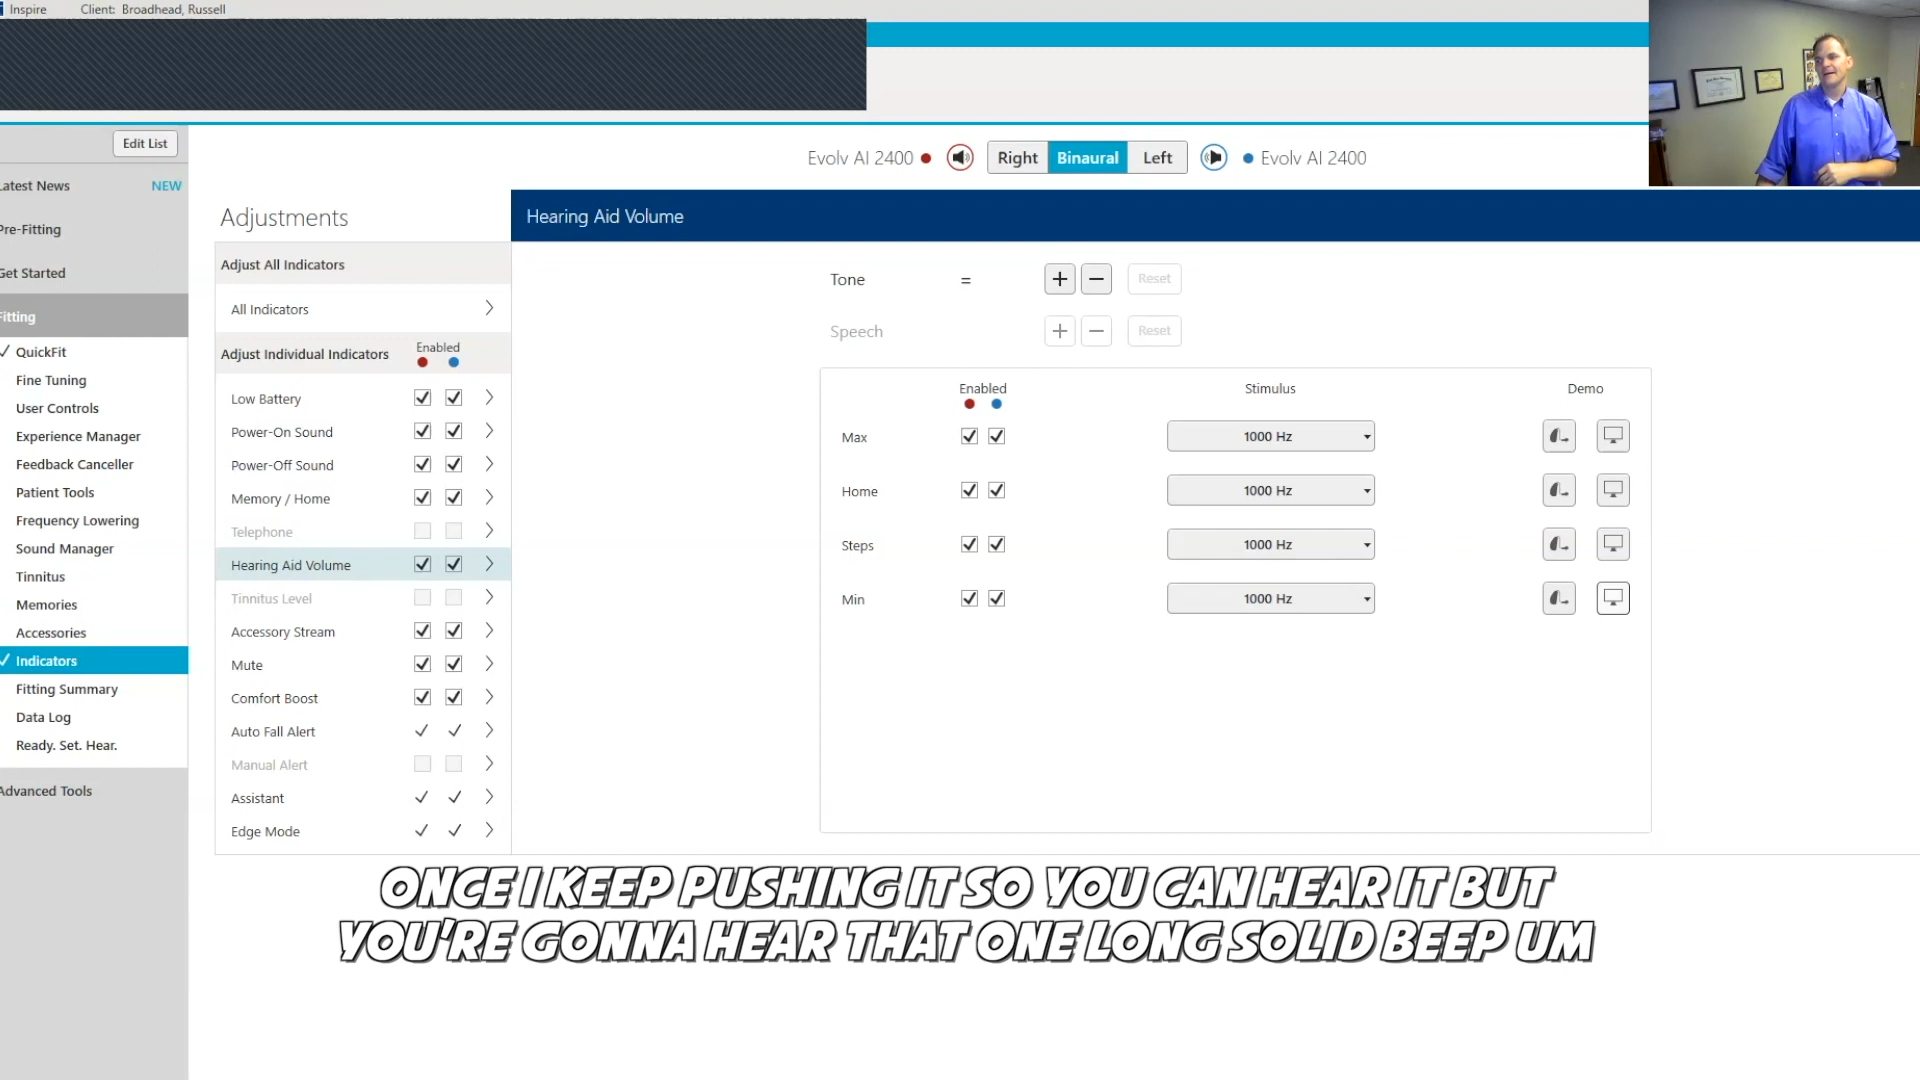 Inspire Client: Broadhead, Russell
Edit List
Latest News NEW
Pre-Fitting
Get Started
Fitting
QuickFit
Fine Tuning
User Controls
Experience Manager
Feedback Canceller
Patient Tools
Frequency Lowering
Sound Manager
Tinnitus
Memories
Accessories
Indicators
Fitting Summary
Data Log
Ready. Set. Hear.
Advanced Tools
Evolv AI 2400 Right Binaural Left Evolv AI 2400
Adjustments
Adjust All Indicators
All Indicators
Adjust Individual Indicators Enabled
Low Battery
Power-On Sound
Power-Off Sound
Memory / Home
Telephone
Hearing Aid Volume
Tinnitus Level
Accessory Stream
Mute
Comfort Boost
Auto Fall Alert
Manual Alert
Assistant
Edge Mode
Hearing Aid Volume
Tone = + − Reset
Speech + − Reset
Enabled Stimulus Demo
Max 1000 Hz
Home 1000 Hz
Steps 1000 Hz
Min 1000 Hz
ONCE I KEEP PUSHING IT SO YOU CAN HEAR IT BUT
YOU'RE GONNA HEAR THAT ONE LONG SOLID BEEP UM